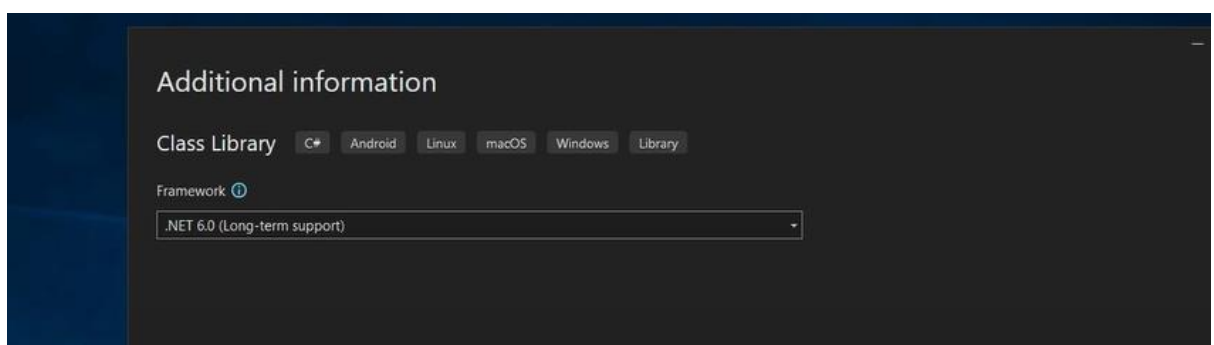 Additional information
Class Library C# Android Linux macOS Windows Library
Framework
.NET 6.0 (Long-term support)